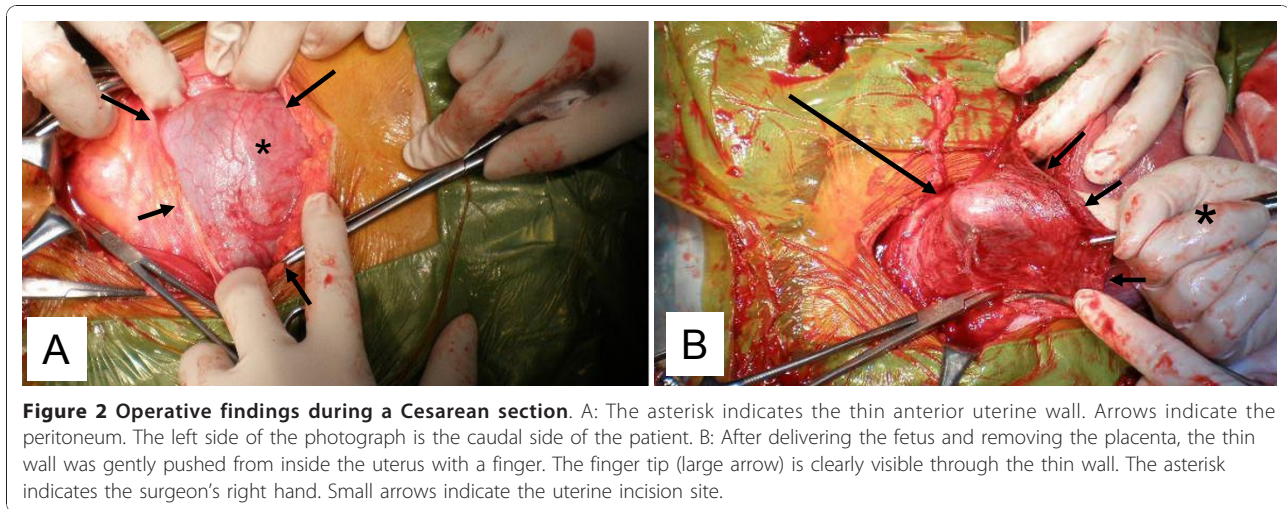 A
B
Figure 2 Operative findings during a Cesarean section. A: The asterisk indicates the thin anterior uterine wall. Arrows indicate the
peritoneum. The left side of the photograph is the caudal side of the patient. B: After delivering the fetus and removing the placenta, the thin
wall was gently pushed from inside the uterus with a finger. The finger tip (large arrow) is clearly visible through the thin wall. The asterisk
indicates the surgeon's right hand. Small arrows indicate the uterine incision site.